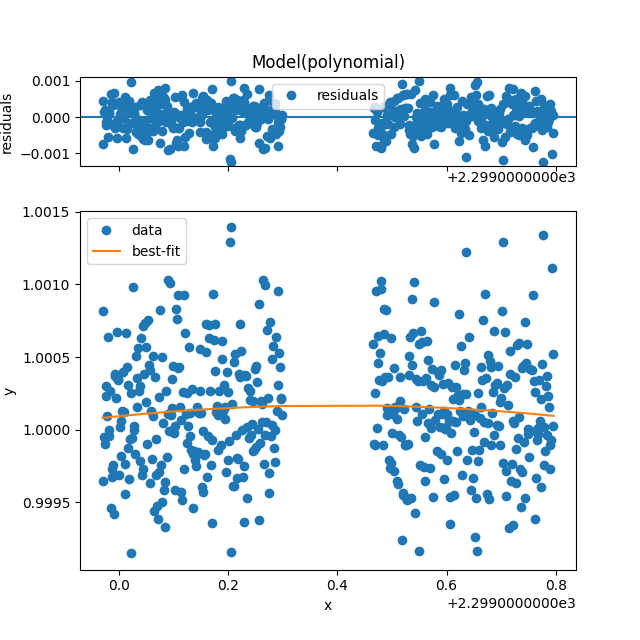 Model(polynomial)
0.001
0.000
−0.001
residuals
residuals
+2.2990000000e3
1.0015
1.0010
1.0005
1.0000
0.9995
y
data
best-fit
0.0 0.2 0.4 0.6 0.8
x
+2.2990000000e3